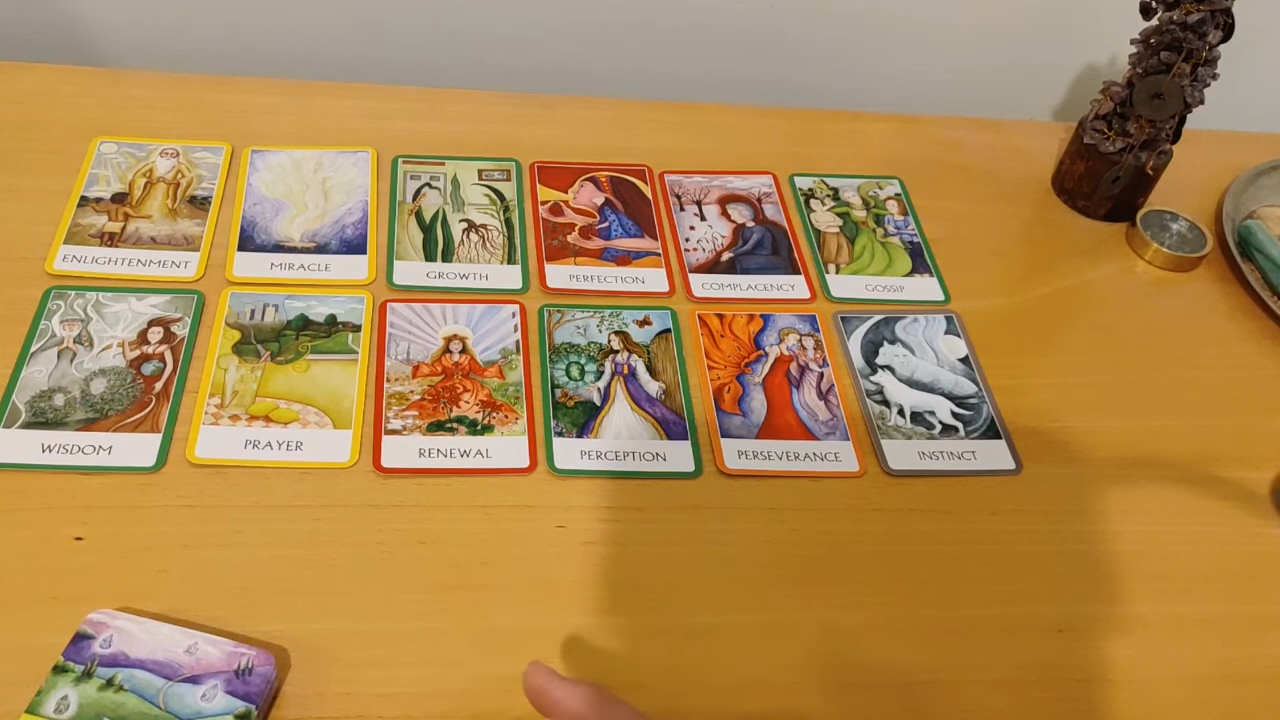 ENLIGHTENMENT
MIRACLE
GROWTH
PERFECTION
COMPLACENCY
GOSSIP
WISDOM
PRAYER
RENEWAL
PERCEPTION
PERSEVERANCE
INSTINCT